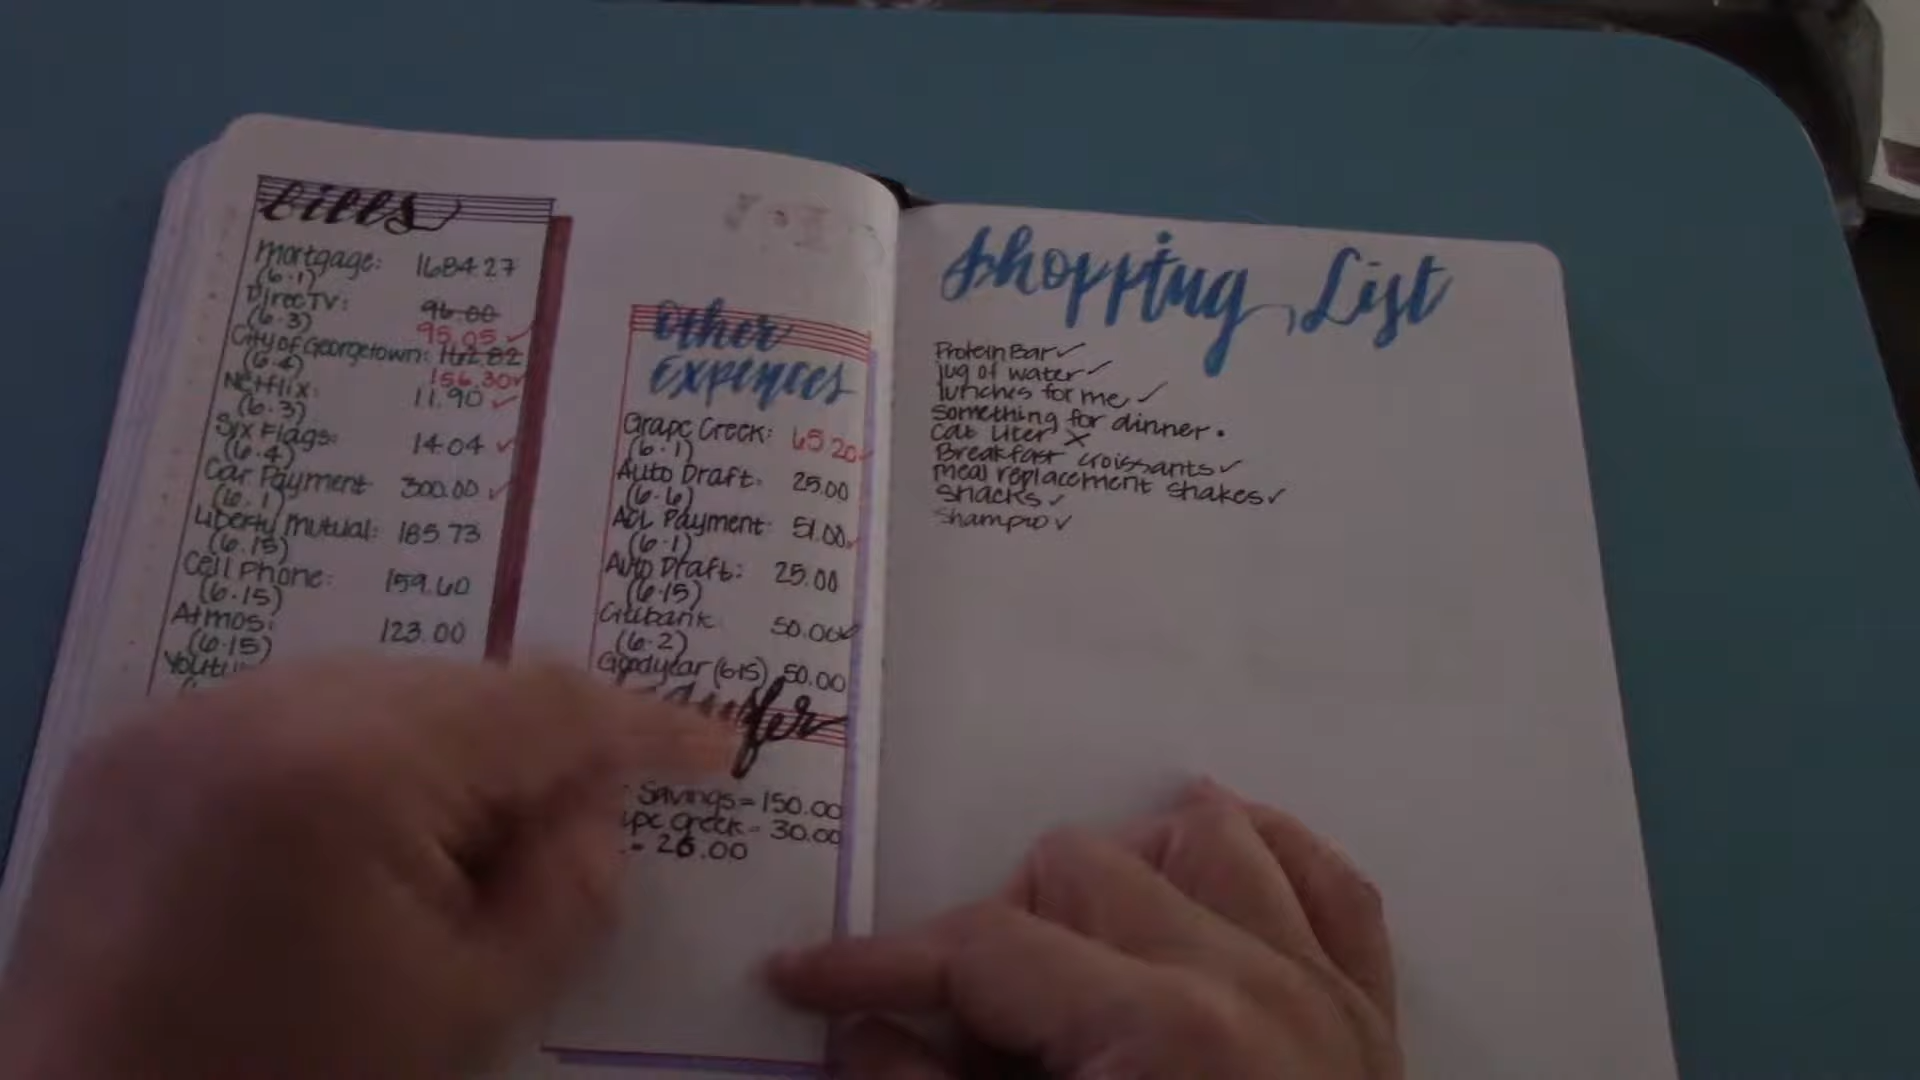 bills
Mortgage: 1684.27
(6.1)
DirecTV: 96.00
(6.3) 95.05 ✓
City of Georgetown: 162.82
(6.4) 156.30 ✓
Netflix: 11.90 ✓
(6.3)
Six Flags: 14.04 ✓
(6.4)
Car Payment 300.00 ✓
(6.1)
Liberty Mutual: 185.73
(6.15)
Cell Phone: 159.60
(6.15)
Atmos: 123.00
(6.15)
Other
Expences
Grape Creek: 65.20 ✓
(6.1)
Auto Draft: 25.00
(6.6)
ACL Payment: 51.00 ✓
(6.1)
Auto Draft: 25.00
(6.15)
Citibank 50.00 ✓
(6.2)
Goodyear (6.15) 50.00
Savings = 150.00
Creek - 30.00
= 26.00
Shopping List
Protein Bar ✓
jug of water ✓
lunches for me ✓
something for dinner •
Cat Liter X
Breakfast croissants ✓
meal replacement shakes ✓
snacks ✓
Shampoo ✓